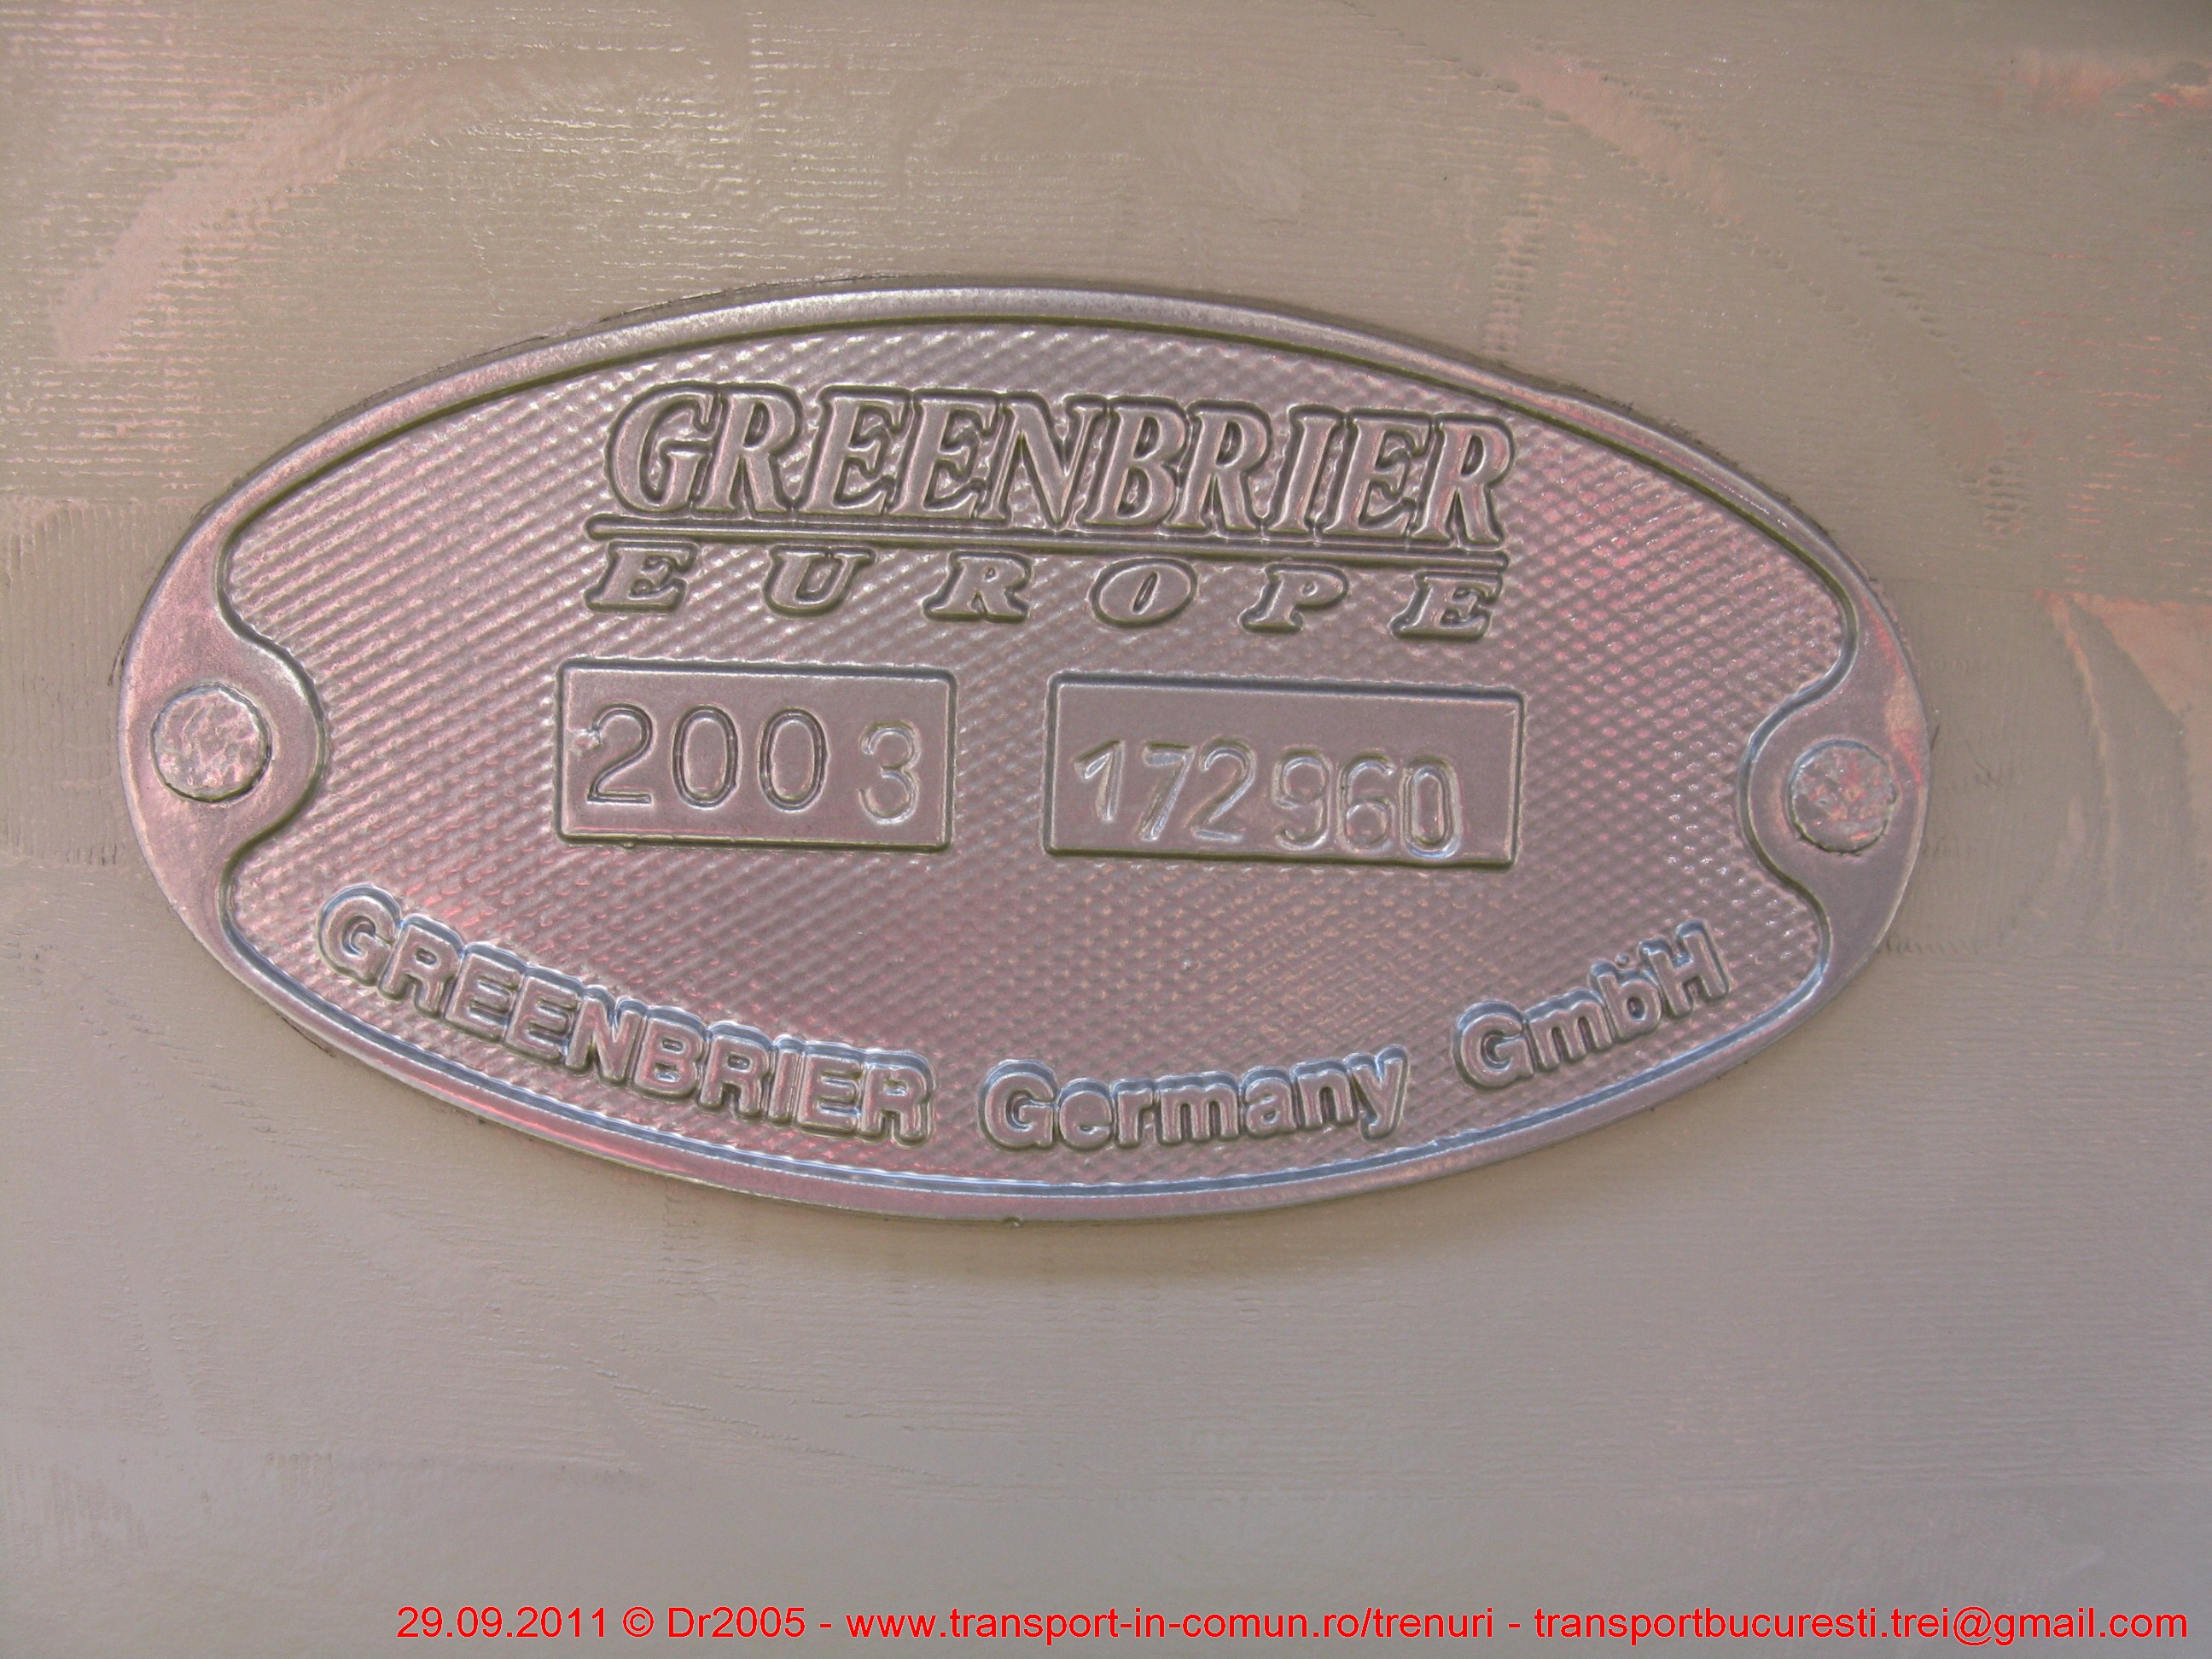 GREENBRIER
EUROPE
2003 172960
GREENBRIER Germany GmbH
29.09.2011 © Dr2005 - www.transport-in-comun.ro/trenuri - transportbucuresti.trei@gmail.com